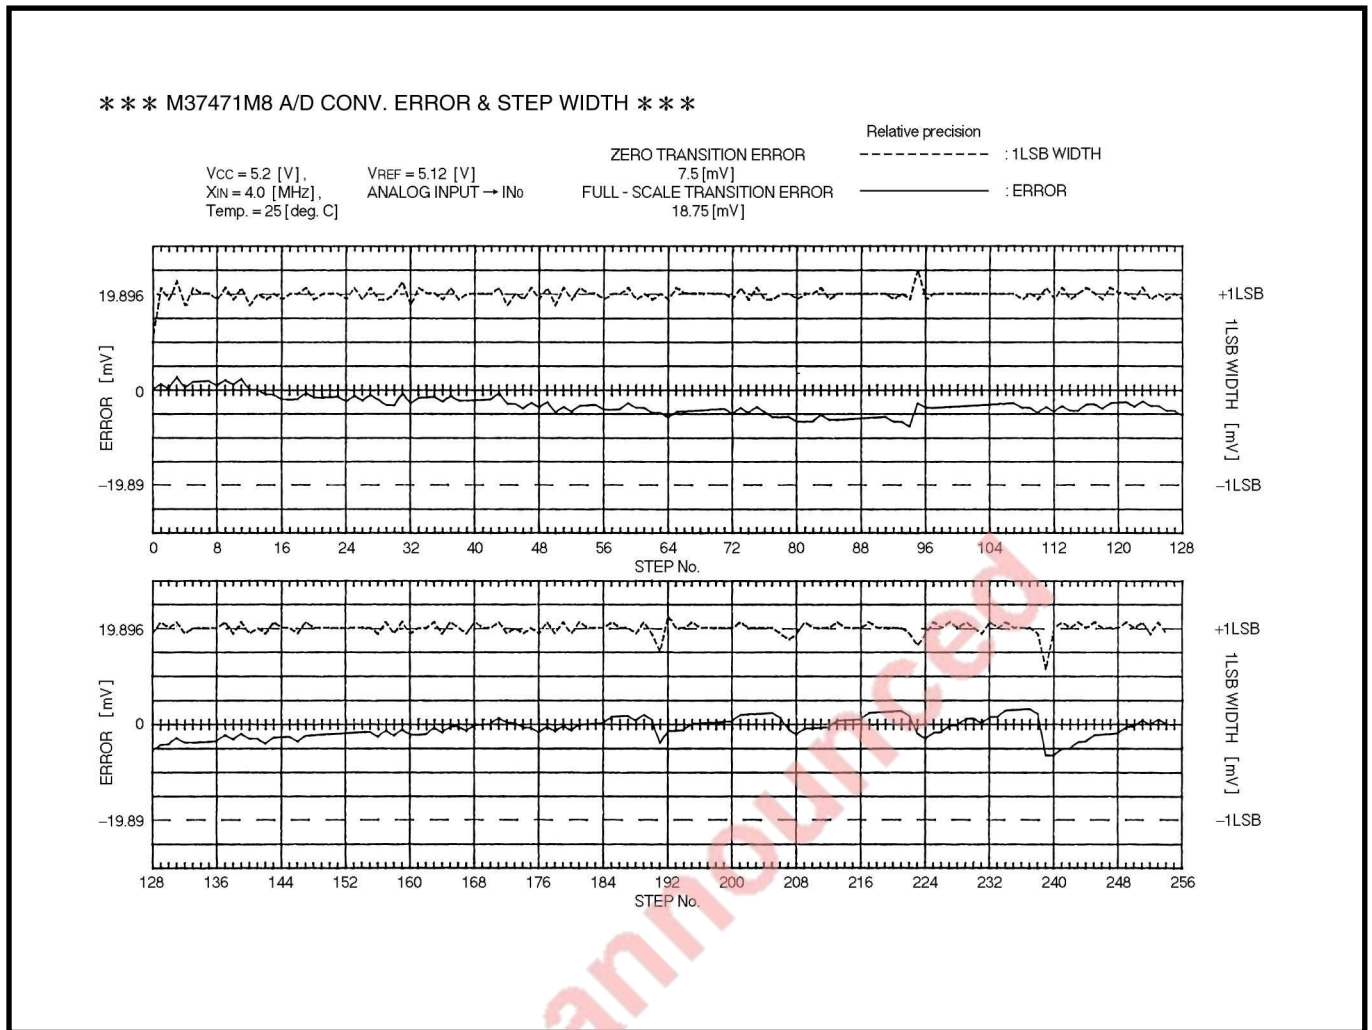 *** M37471M8 A/D CONV. ERROR & STEP WIDTH ***
Relative precision
VCC = 5.2 [V],
XIN = 4.0 [MHZ],
Temp. = 25 [deg. C]
VREF = 5.12 [V]
ANALOG INPUT → IN0
ZERO TRANSITION ERROR
7.5 [mV]
FULL - SCALE TRANSITION ERROR
18.75 [mV]
: 1LSB WIDTH
: ERROR
19.896
0
–19.89
ERROR [mV]
+1LSB
–1LSB
1LSB WIDTH [mV]
0 8 16 24 32 40 48 56 64 72 80 88 96 104 112 120 128
STEP No.
19.896
0
–19.89
ERROR [mV]
+1LSB
–1LSB
1LSB WIDTH [mV]
128 136 144 152 160 168 176 184 192 200 208 216 224 232 240 248 256
STEP No.
announced